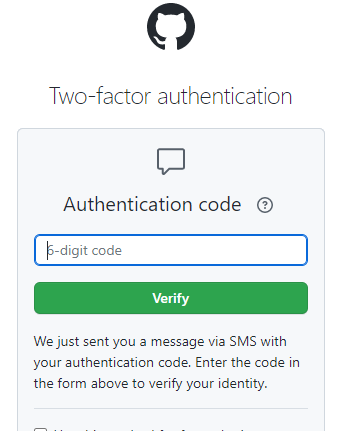 Two-factor authentication
Authentication code
6-digit code
Verify
We just sent you a message via SMS with
your authentication code. Enter the code in
the form above to verify your identity.